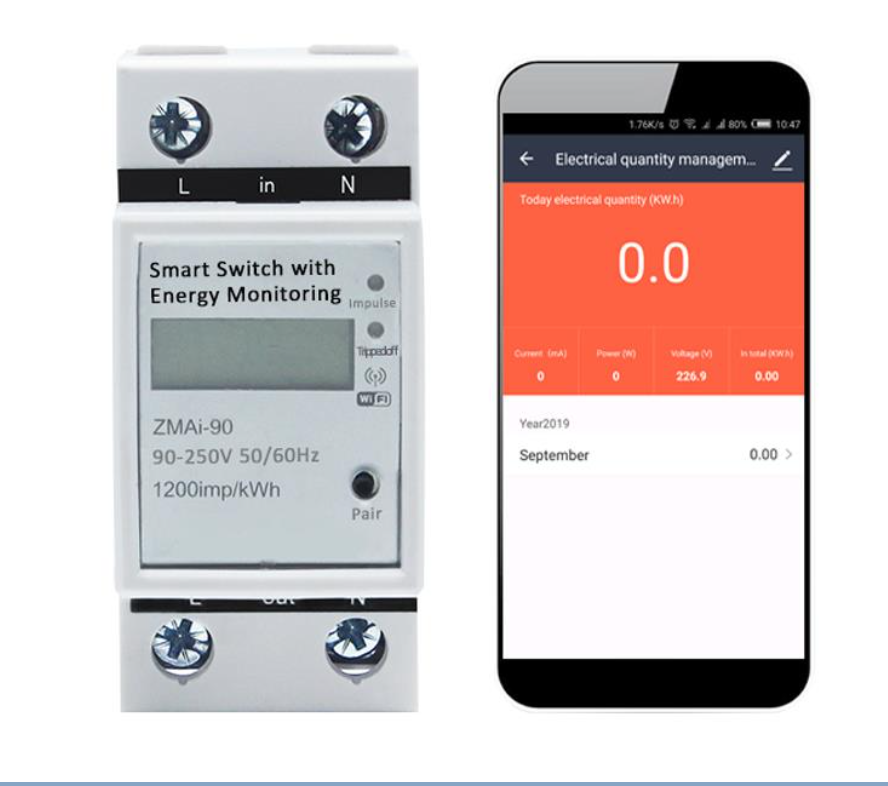 L in N
Smart Switch with
Energy Monitoring
Impulse
Trippedoff
WiFi
ZMAi-90
90-250V 50/60Hz
1200imp/kWh
Pair
L out N
1.76K/s 80% 10:47
Electrical quantity managem...
Today electrical quantity (KW.h)
0.0
Current (mA) Power (W) Voltage (V) In total (KW.h)
0 0 226.9 0.00
Year2019
September 0.00 >